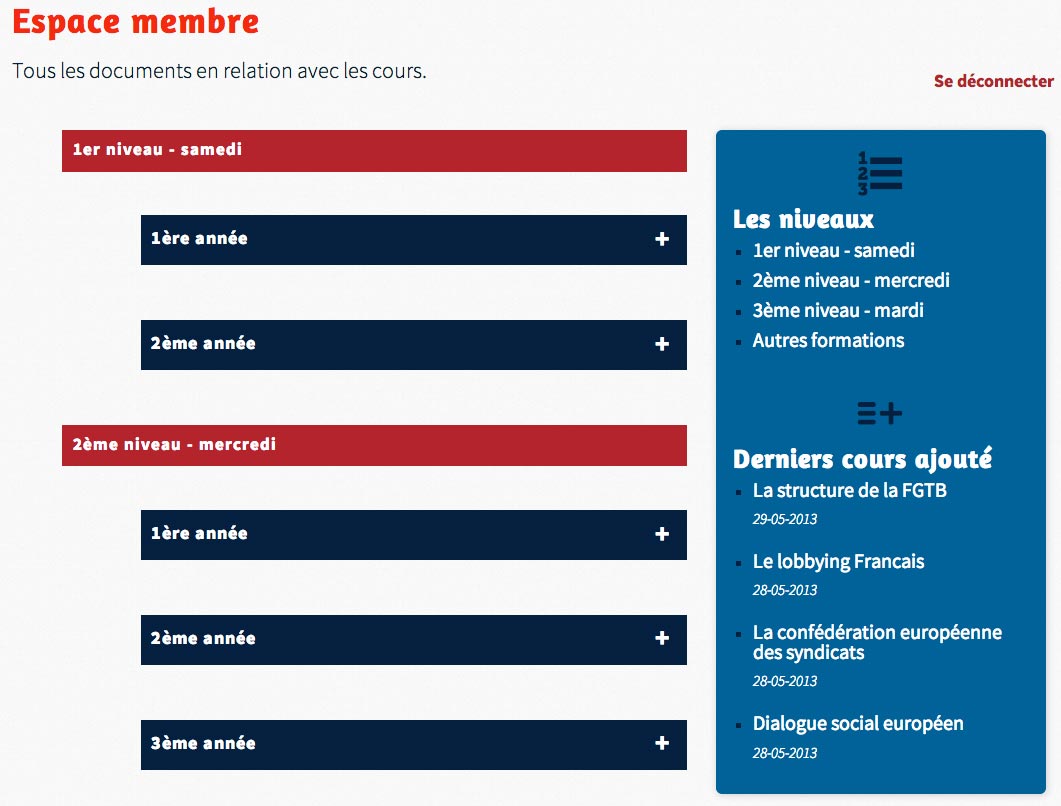 Espace membre
Tous les documents en relation avec les cours.
Se déconnecter
1er niveau - samedi
1ère année
+
2ème année
+
2ème niveau - mercredi
1ère année
+
2ème année
+
3ème année
+
1
2
3
Les niveaux
1er niveau - samedi
2ème niveau - mercredi
3ème niveau - mardi
Autres formations
Derniers cours ajouté
La structure de la FGTB
29-05-2013
Le lobbying Francais
28-05-2013
La confédération européenne
des syndicats
28-05-2013
Dialogue social européen
28-05-2013